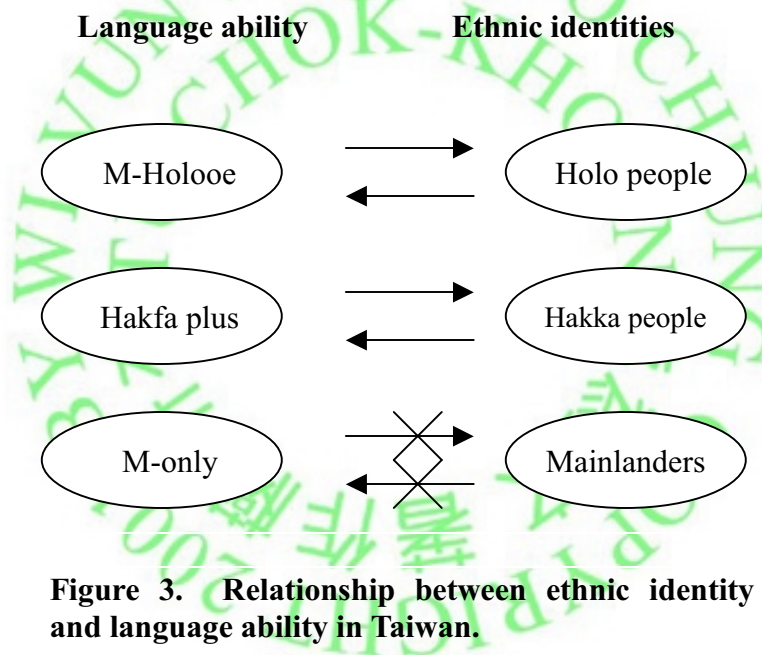 Language ability Ethnic identities
M-Holooe Holo people
Hakfa plus Hakka people
M-only Mainlanders
Figure 3. Relationship between ethnic identity
and language ability in Taiwan.